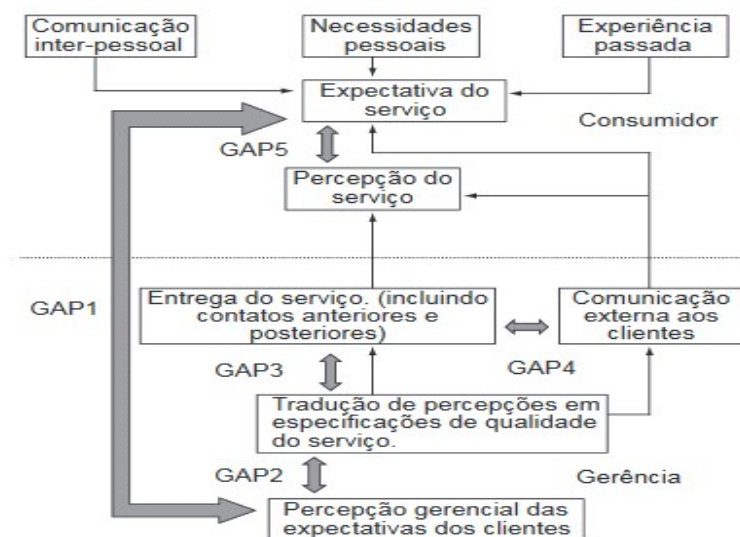 Comunicação
inter-pessoal
Necessidades
pessoais
Experiência
passada
Expectativa do
serviço
Consumidor
GAP5
Percepção do
serviço
GAP1
Entrega do serviço. (incluindo
contatos anteriores e
posteriores)
Comunicação
externa aos
clientes
GAP3
GAP4
Tradução de percepções em
especificações de qualidade
do serviço.
GAP2
Gerência
Percepção gerencial das
expectativas dos clientes